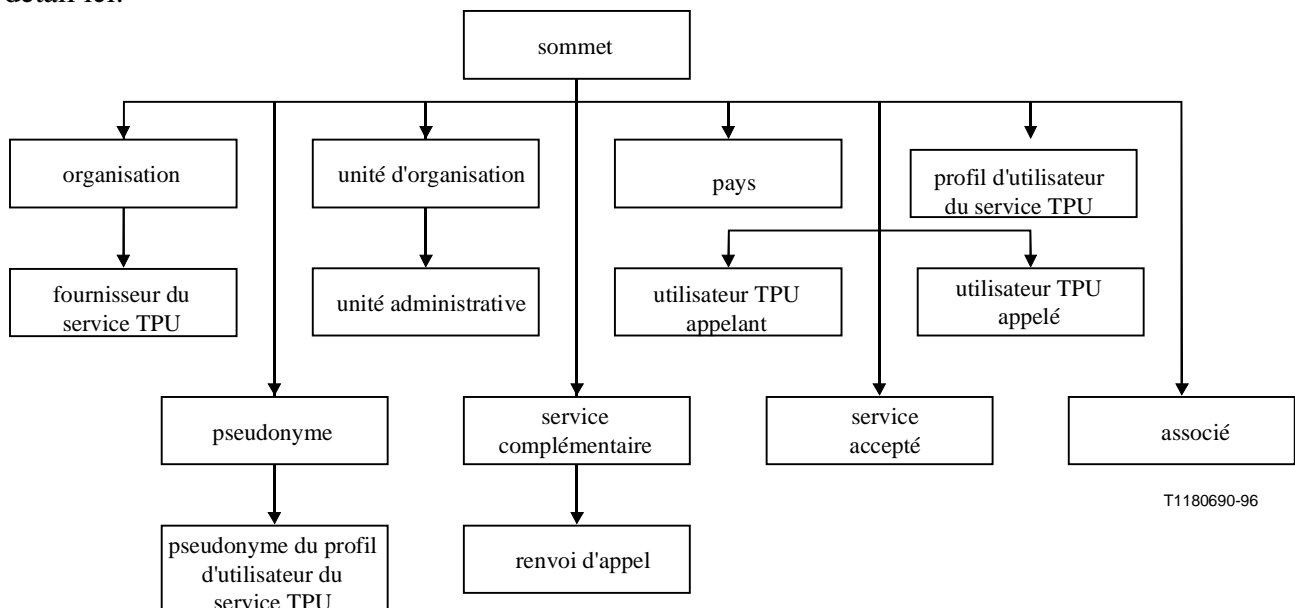 détail ici.
sommet
organisation
unité d'organisation
pays
profil d'utilisateur
du service TPU
fournisseur du
service TPU
unité administrative
utilisateur TPU
appelant
utilisateur TPU
appelé
pseudonyme
service
complémentaire
service
accepté
associé
T1180690-96
pseudonyme du profil
d'utilisateur du
service TPU
renvoi d'appel